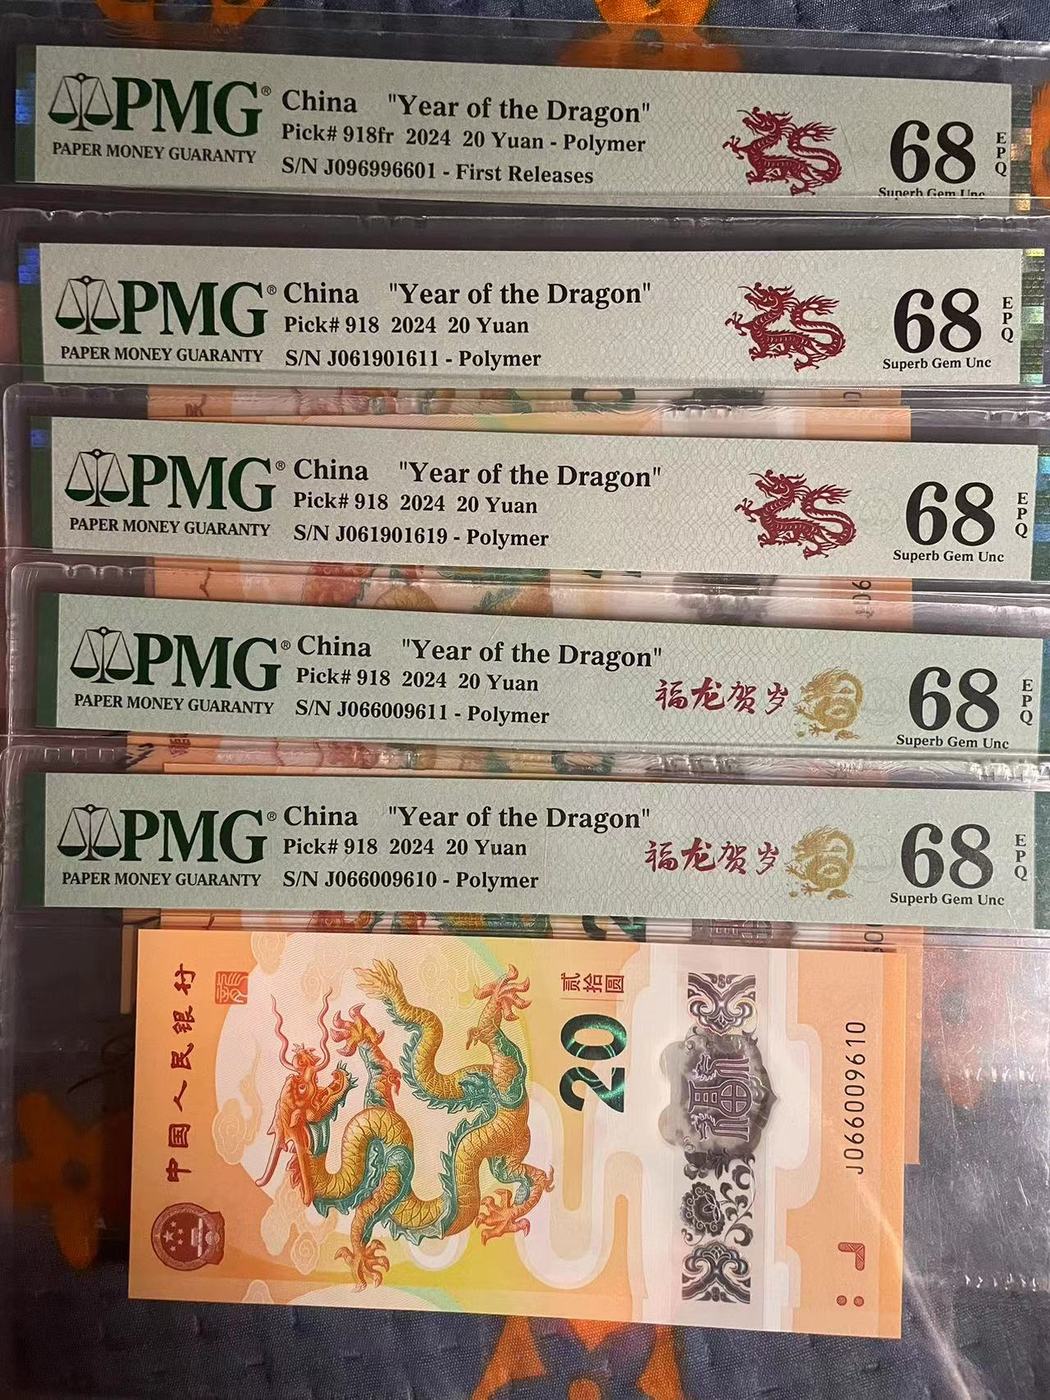 PMG®
PAPER MONEY GUARANTY
China "Year of the Dragon"
Pick# 918fr 2024 20 Yuan - Polymer
S/N J096996601 - First Releases
68
EPQ
Superb Gem Unc
PMG®
PAPER MONEY GUARANTY
China "Year of the Dragon"
Pick# 918 2024 20 Yuan
S/N J061901611 - Polymer
68
EPQ
Superb Gem Unc
PMG®
PAPER MONEY GUARANTY
China "Year of the Dragon"
Pick# 918 2024 20 Yuan
S/N J061901619 - Polymer
68
EPQ
Superb Gem Unc
PMG®
PAPER MONEY GUARANTY
China "Year of the Dragon"
Pick# 918 2024 20 Yuan
S/N J066009611 - Polymer
福龙贺岁
68
EPQ
Superb Gem Unc
PMG®
PAPER MONEY GUARANTY
China "Year of the Dragon"
Pick# 918 2024 20 Yuan
S/N J066009610 - Polymer
福龙贺岁
68
EPQ
Superb Gem Unc
中国人民银行
贰拾圆
20
福
J066009610